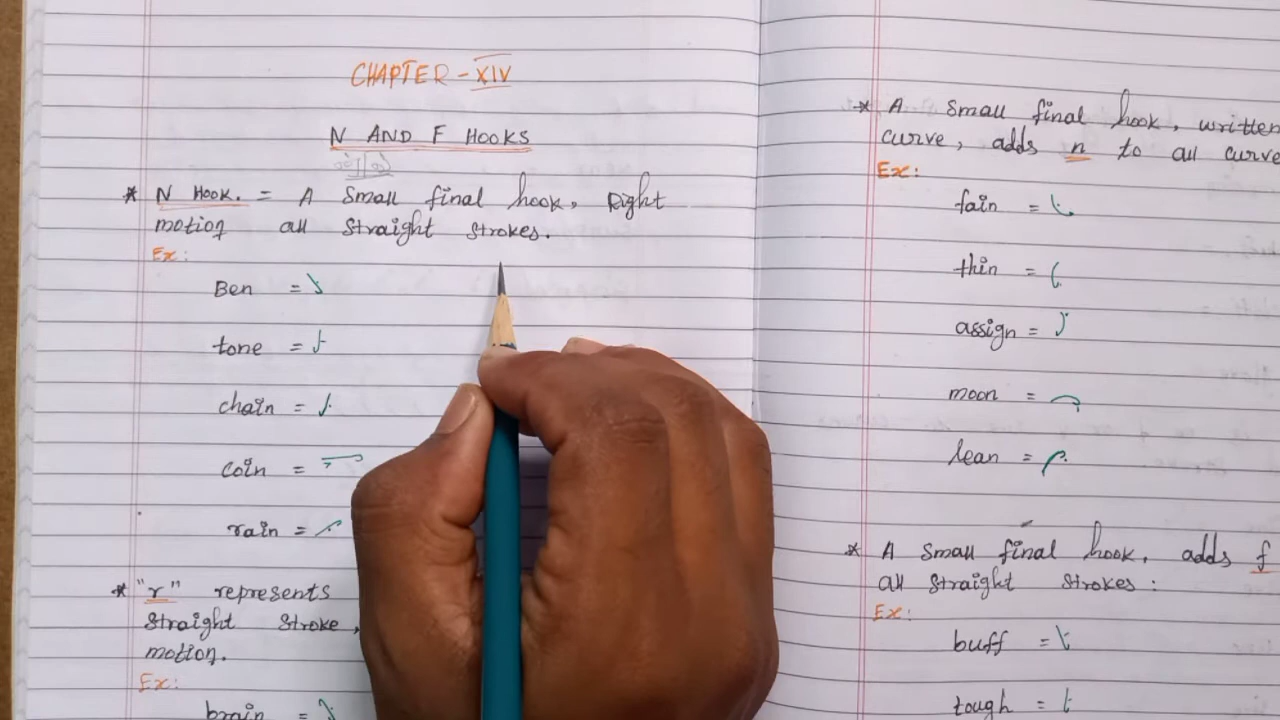 CHAPTER - XIV
N AND F HOOKS
* N HOOK. = A Small final hook, Right
motion all straight strokes.
Ex:
Ben =
tone =
chain =
coin =
rain =
* "r" represents
straight stroke,
motion.
Ex:
brain =
* A small final hook, written
curve, adds n to all curve
Ex:
fain =
thin =
assign =
moon =
lean =
* A small final hook, adds f
all straight strokes:
Ex:
buff =
tough =